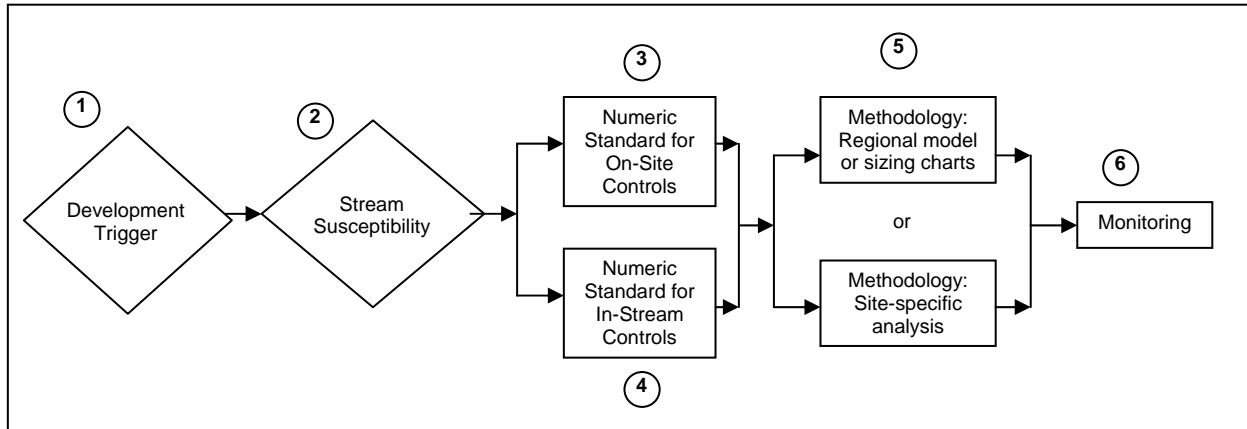 1
Development
Trigger
2
Stream
Susceptibility
3
Numeric
Standard for
On-Site
Controls
Numeric
Standard for
In-Stream
Controls
4
5
Methodology:
Regional model
or sizing charts
or
Methodology:
Site-specific
analysis
6
Monitoring